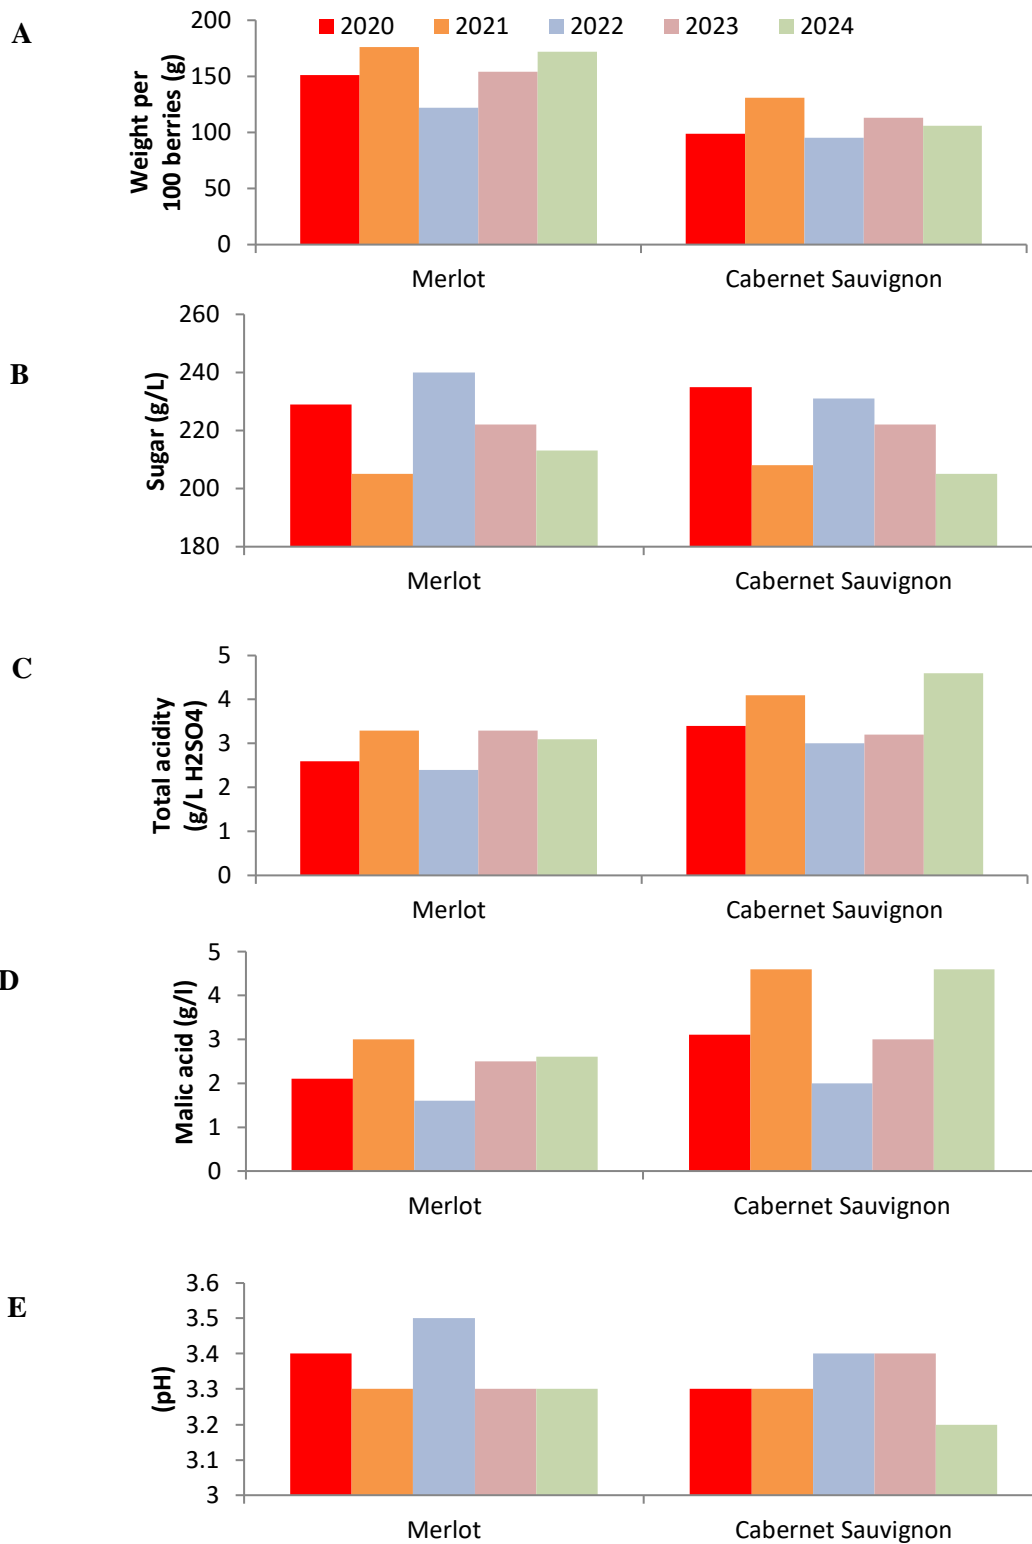 A
2020 2021 2022 2023 2024
Weight per
100 berries (g)
200
150
100
50
0
Merlot Cabernet Sauvignon
B
Sugar (g/L)
260
240
220
200
180
Merlot Cabernet Sauvignon
C
Total acidity
(g/L H2SO4)
5
4
3
2
1
0
Merlot Cabernet Sauvignon
D
Malic acid (g/l)
5
4
3
2
1
0
Merlot Cabernet Sauvignon
E
(pH)
3.6
3.5
3.4
3.3
3.2
3.1
3
Merlot Cabernet Sauvignon